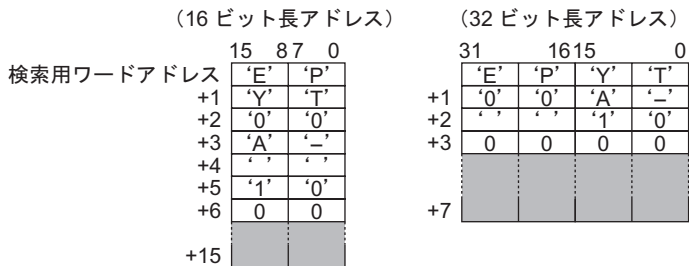 （16 ビット長アドレス）
15 8 7 0
検索用ワードアドレス ‘E’ ‘P’
+1 ‘Y’ ‘T’
+2 ‘0’ ‘0’
+3 ‘A’ ‘–’
+4 ‘ ’ ‘ ’
+5 ‘1’ ‘0’
+6 0 0
+15
（32 ビット長アドレス）
31 16 15 0
‘E’ ‘P’ ‘Y’ ‘T’
+1 ‘0’ ‘0’ ‘A’ ‘–’
+2 ‘ ’ ‘ ’ ‘1’ ‘0’
+3 0 0 0 0
+7